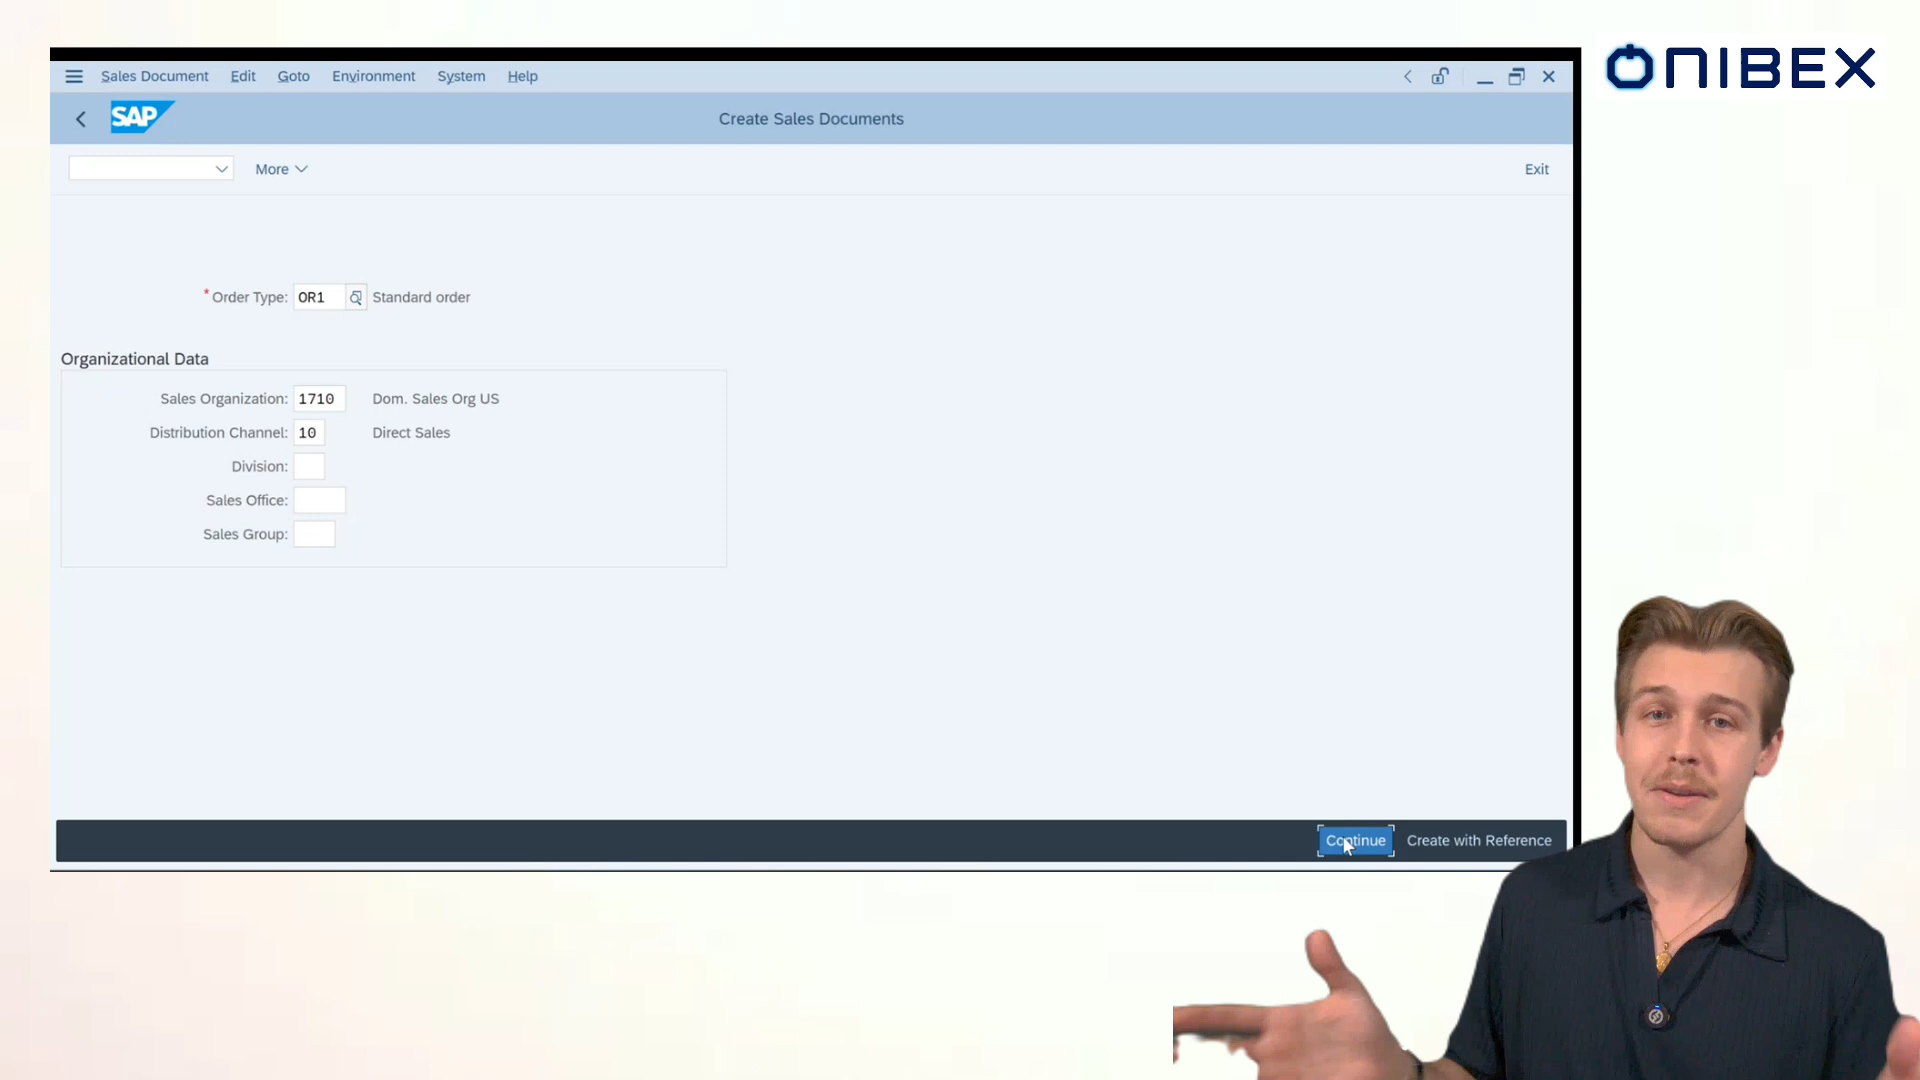 ONIBEX
Sales Document Edit Goto Environment System Help
SAP
Create Sales Documents
More
Exit
* Order Type: OR1 Standard order
Organizational Data
Sales Organization: 1710 Dom. Sales Org US
Distribution Channel: 10 Direct Sales
Division:
Sales Office:
Sales Group:
Continue Create with Reference